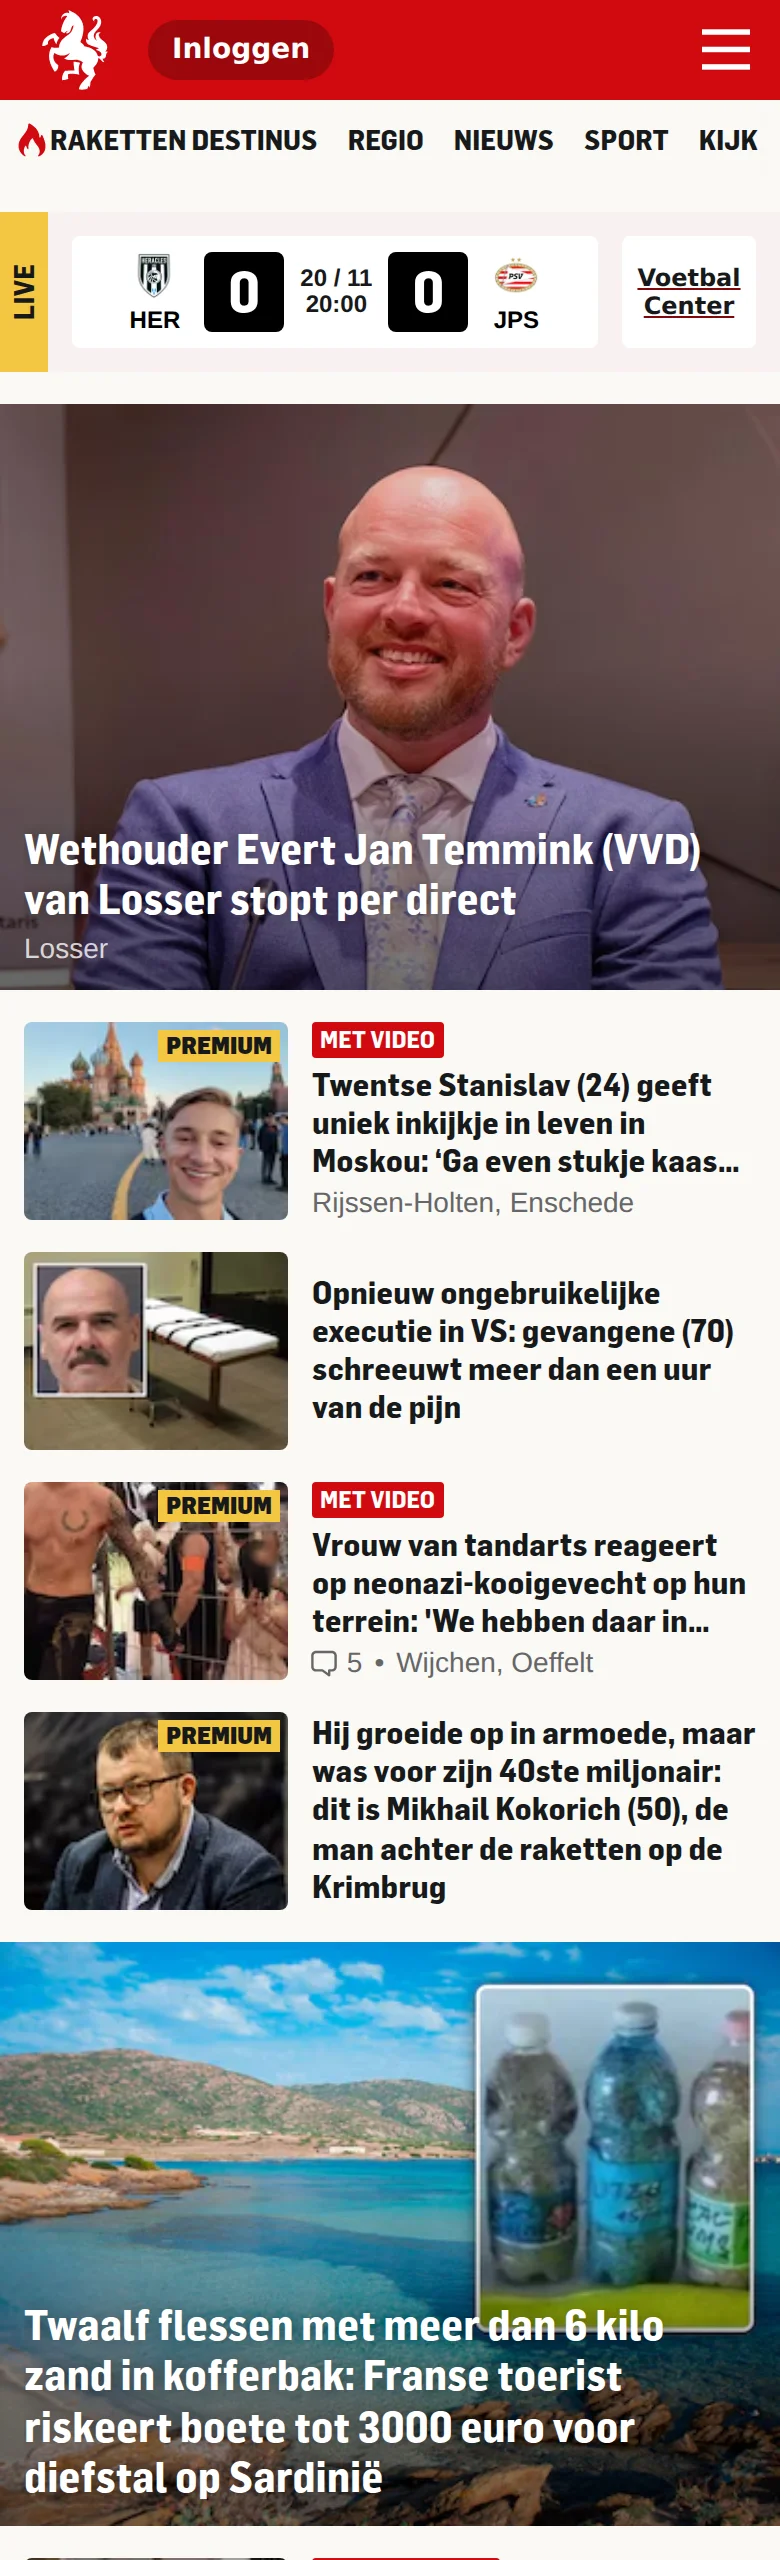 Inloggen
RAKETTEN DESTINUS REGIO NIEUWS SPORT KIJK
LIVE
HERACLES
HER
0
20 / 11
20:00
0
PSV
JPS
Voetbal
Center
Wethouder Evert Jan Temmink (VVD)
van Losser stopt per direct
Losser
PREMIUM
MET VIDEO
Twentse Stanislav (24) geeft
uniek inkijkje in leven in
Moskou: ‘Ga even stukje kaas...
Rijssen-Holten, Enschede
Opnieuw ongebruikelijke
executie in VS: gevangene (70)
schreeuwt meer dan een uur
van de pijn
PREMIUM
MET VIDEO
Vrouw van tandarts reageert
op neonazi-kooigevecht op hun
terrein: 'We hebben daar in...
5 • Wijchen, Oeffelt
PREMIUM
Hij groeide op in armoede, maar
was voor zijn 40ste miljonair:
dit is Mikhail Kokorich (50), de
man achter de raketten op de
Krimbrug
Twaalf flessen met meer dan 6 kilo
zand in kofferbak: Franse toerist
riskeert boete tot 3000 euro voor
diefstal op Sardinië